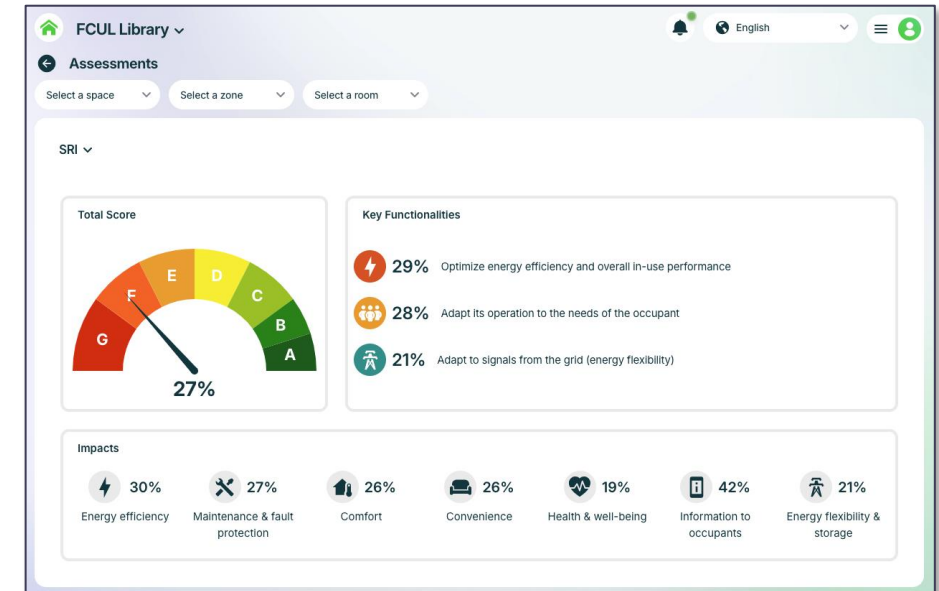 FCUL Library
English
Assessments
Select a space
Select a zone
Select a room
SRI
Total Score
G
F
E
D
C
B
A
27%
Key Functionalities
29% Optimize energy efficiency and overall in-use performance
28% Adapt its operation to the needs of the occupant
21% Adapt to signals from the grid (energy flexibility)
Impacts
30%
Energy efficiency
27%
Maintenance & fault
protection
26%
Comfort
26%
Convenience
19%
Health & well-being
42%
Information to
occupants
21%
Energy flexibility &
storage